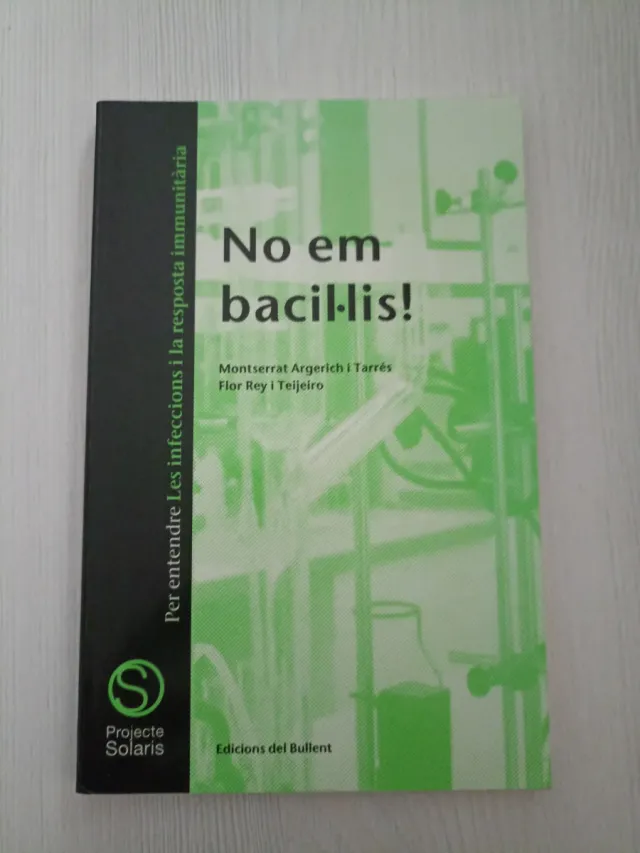 No em
bacil·lis!
Montserrat Argerich i Tarrés
Flor Rey i Teijeiro
Per entendre Les infeccions i la resposta immunitària
Projecte
Solaris
Edicions del Bullent